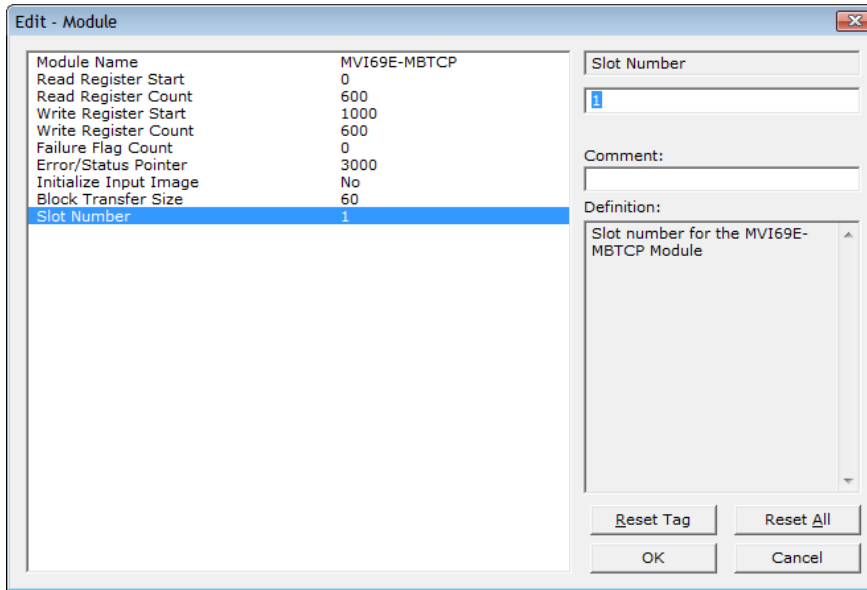 Edit - Module
Module Name MVI69E-MBTCP
Read Register Start 0
Read Register Count 600
Write Register Start 1000
Write Register Count 600
Failure Flag Count 0
Error/Status Pointer 3000
Initialize Input Image No
Block Transfer Size 60
Slot Number 1
Slot Number
1
Comment:
Definition:
Slot number for the MVI69E-
MBTCP Module
Reset Tag Reset All
OK Cancel